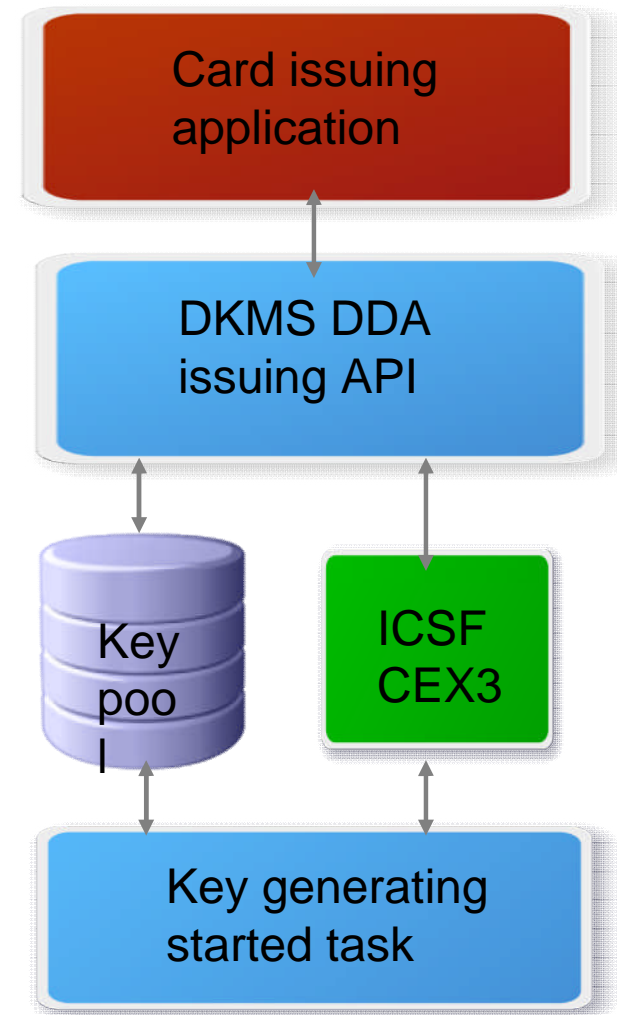 Card issuing
application
DKMS DDA
issuing API
Key
poo
l
ICSF
CEX3
Key generating
started task